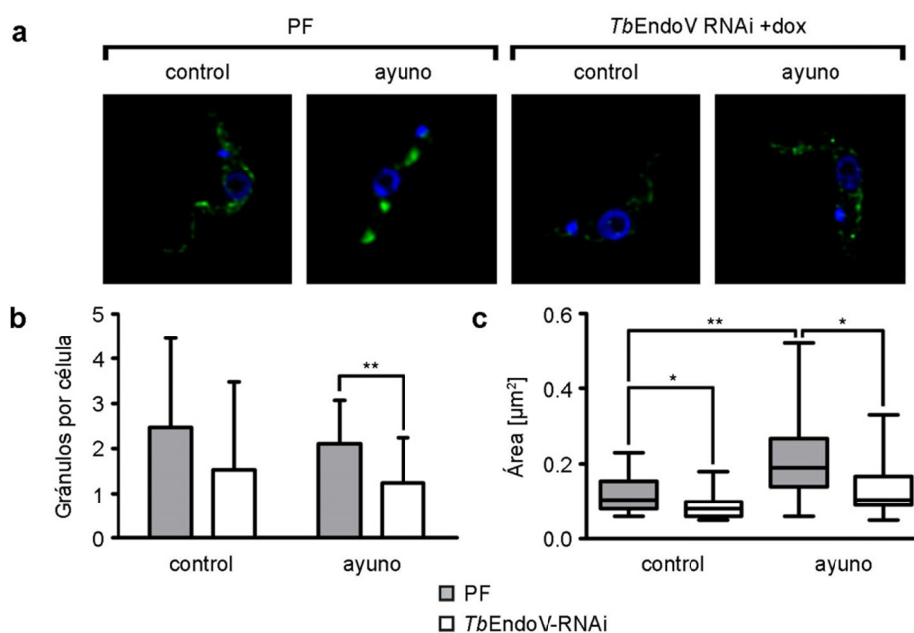 a
PF
TbEndoV RNAi +dox
control
ayuno
control
ayuno
b
Gránulos por célula
5
4
3
2
1
0
**
control
ayuno
c
Área [µm²]
0.6
0.4
0.2
0.0
**
*
*
control
ayuno
PF
TbEndoV-RNAi